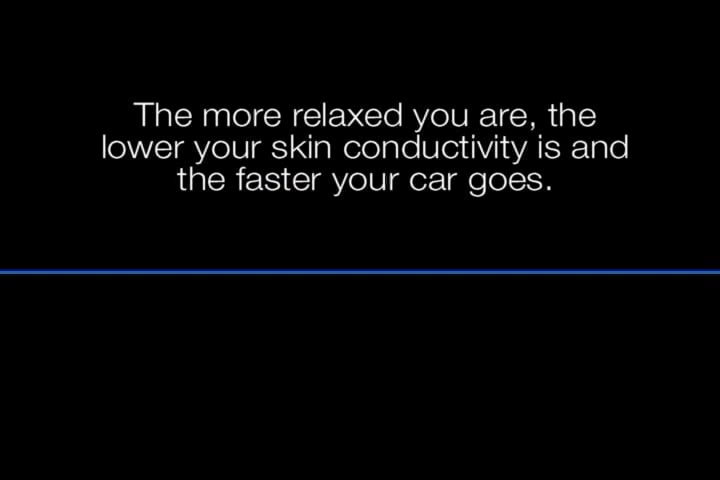 The more relaxed you are, the
lower your skin conductivity is and
the faster your car goes.